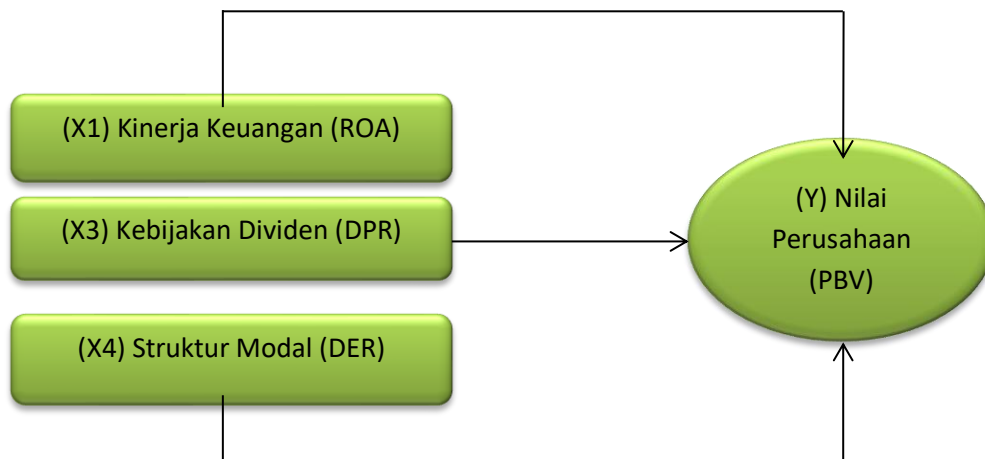 (X1) Kinerja Keuangan (ROA)
(X3) Kebijakan Dividen (DPR)
(X4) Struktur Modal (DER)
(Y) Nilai
Perusahaan
(PBV)